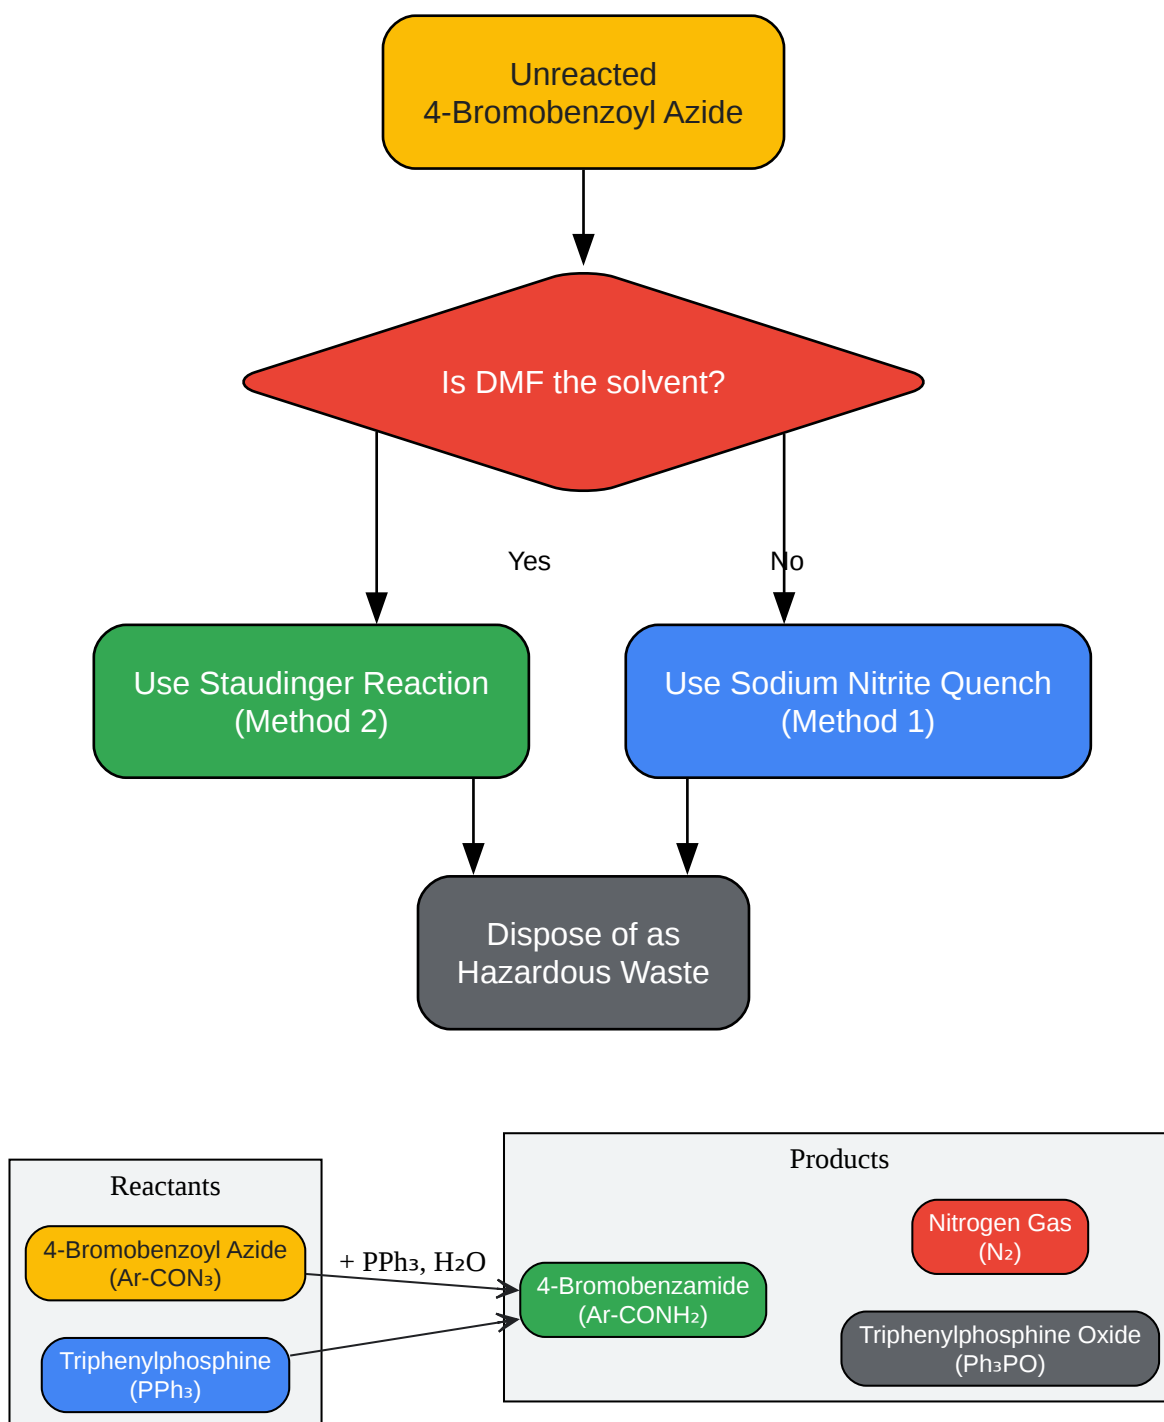 Unreacted
4-Bromobenzoyl Azide
Is DMF the solvent?
Yes
No
Use Staudinger Reaction
(Method 2)
Use Sodium Nitrite Quench
(Method 1)
Dispose of as
Hazardous Waste
Reactants
4-Bromobenzoyl Azide
(Ar-CON₃)
Triphenylphosphine
(PPh₃)
+ PPh₃, H₂O
Products
4-Bromobenzamide
(Ar-CONH₂)
Nitrogen Gas
(N₂)
Triphenylphosphine Oxide
(Ph₃PO)